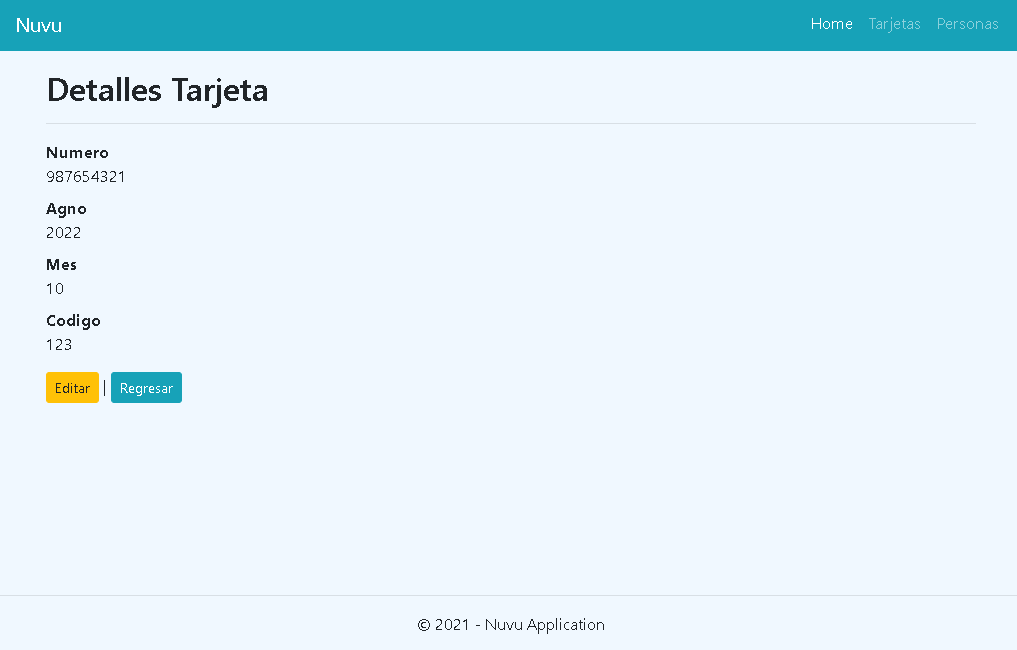 Nuvu
Home Tarjetas Personas
Detalles Tarjeta
Numero
987654321
Agno
2022
Mes
10
Codigo
123
Editar | Regresar
© 2021 - Nuvu Application